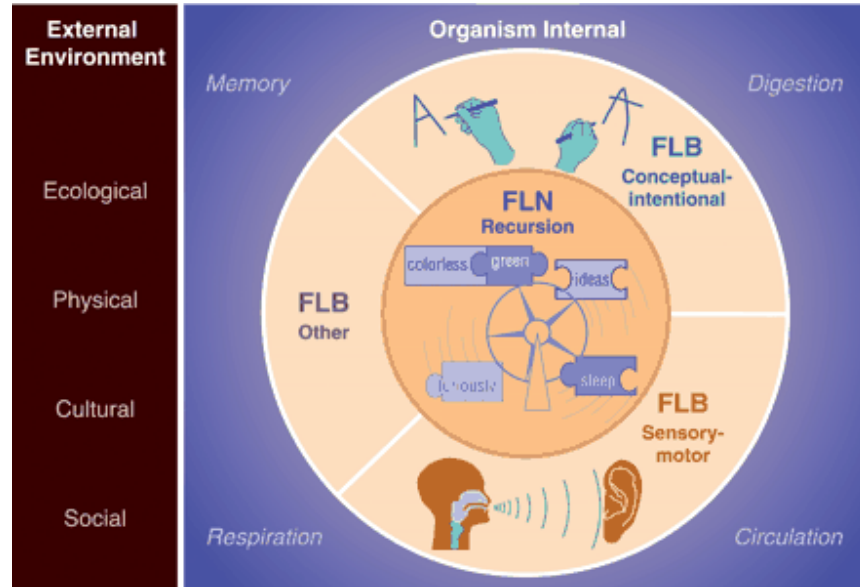 External
Environment
Ecological
Physical
Cultural
Social
Organism Internal
Memory
Digestion
Respiration
Circulation
A
FLB
Conceptual-
intentional
FLN
Recursion
colorless
green
ideas
sleep
FLB
Other
FLB
Sensory-
motor